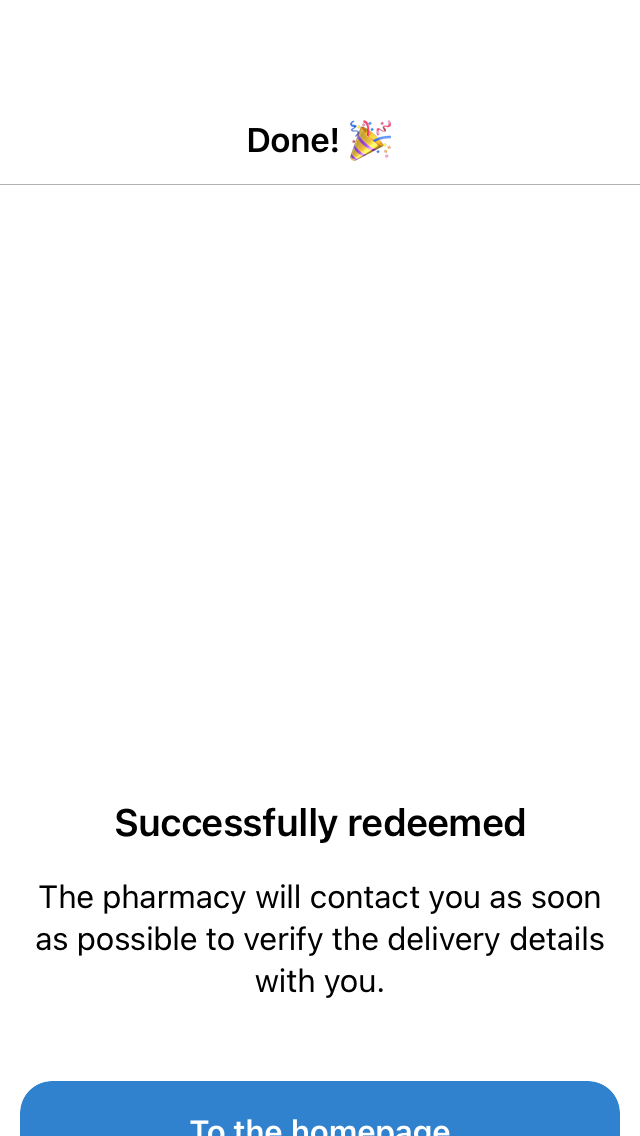 Done! 🎉
Successfully redeemed
The pharmacy will contact you as soon
as possible to verify the delivery details
with you.
To the homepage